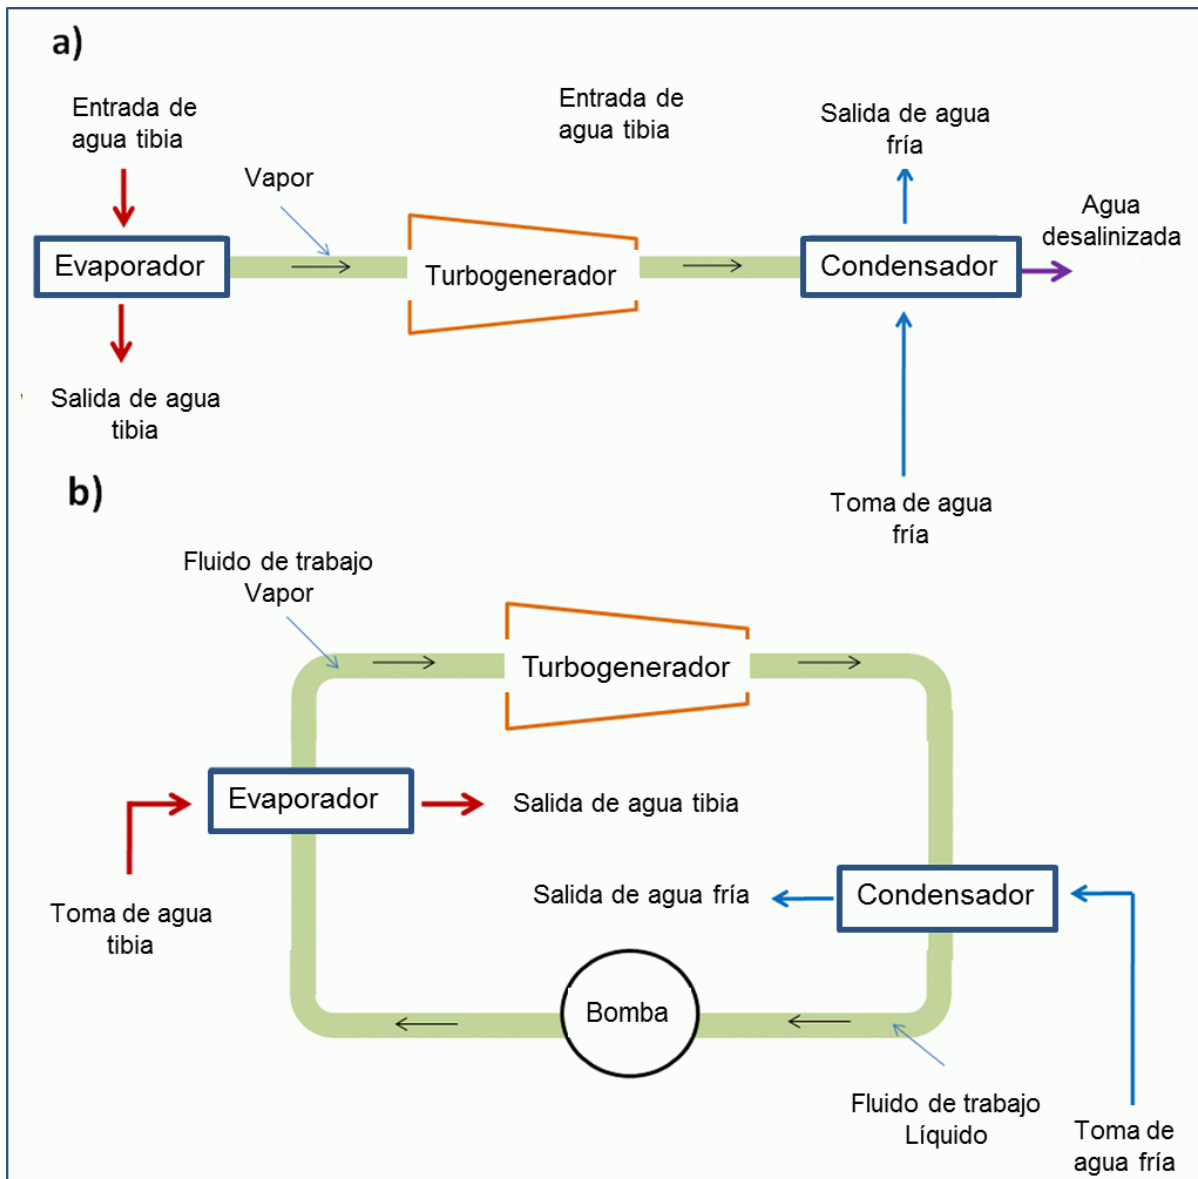 a)
Entrada de
agua tibia
Entrada de
agua tibia
Salida de agua
fría
Vapor
Agua
desalinizada
Evaporador
Turbogenerador
Condensador
Salida de agua
tibia
Toma de agua
fría
b)
Fluido de trabajo
Vapor
Turbogenerador
Evaporador
Salida de agua tibia
Salida de agua fría
Condensador
Toma de agua
tibia
Bomba
Fluido de trabajo
Líquido
Toma de
agua fría